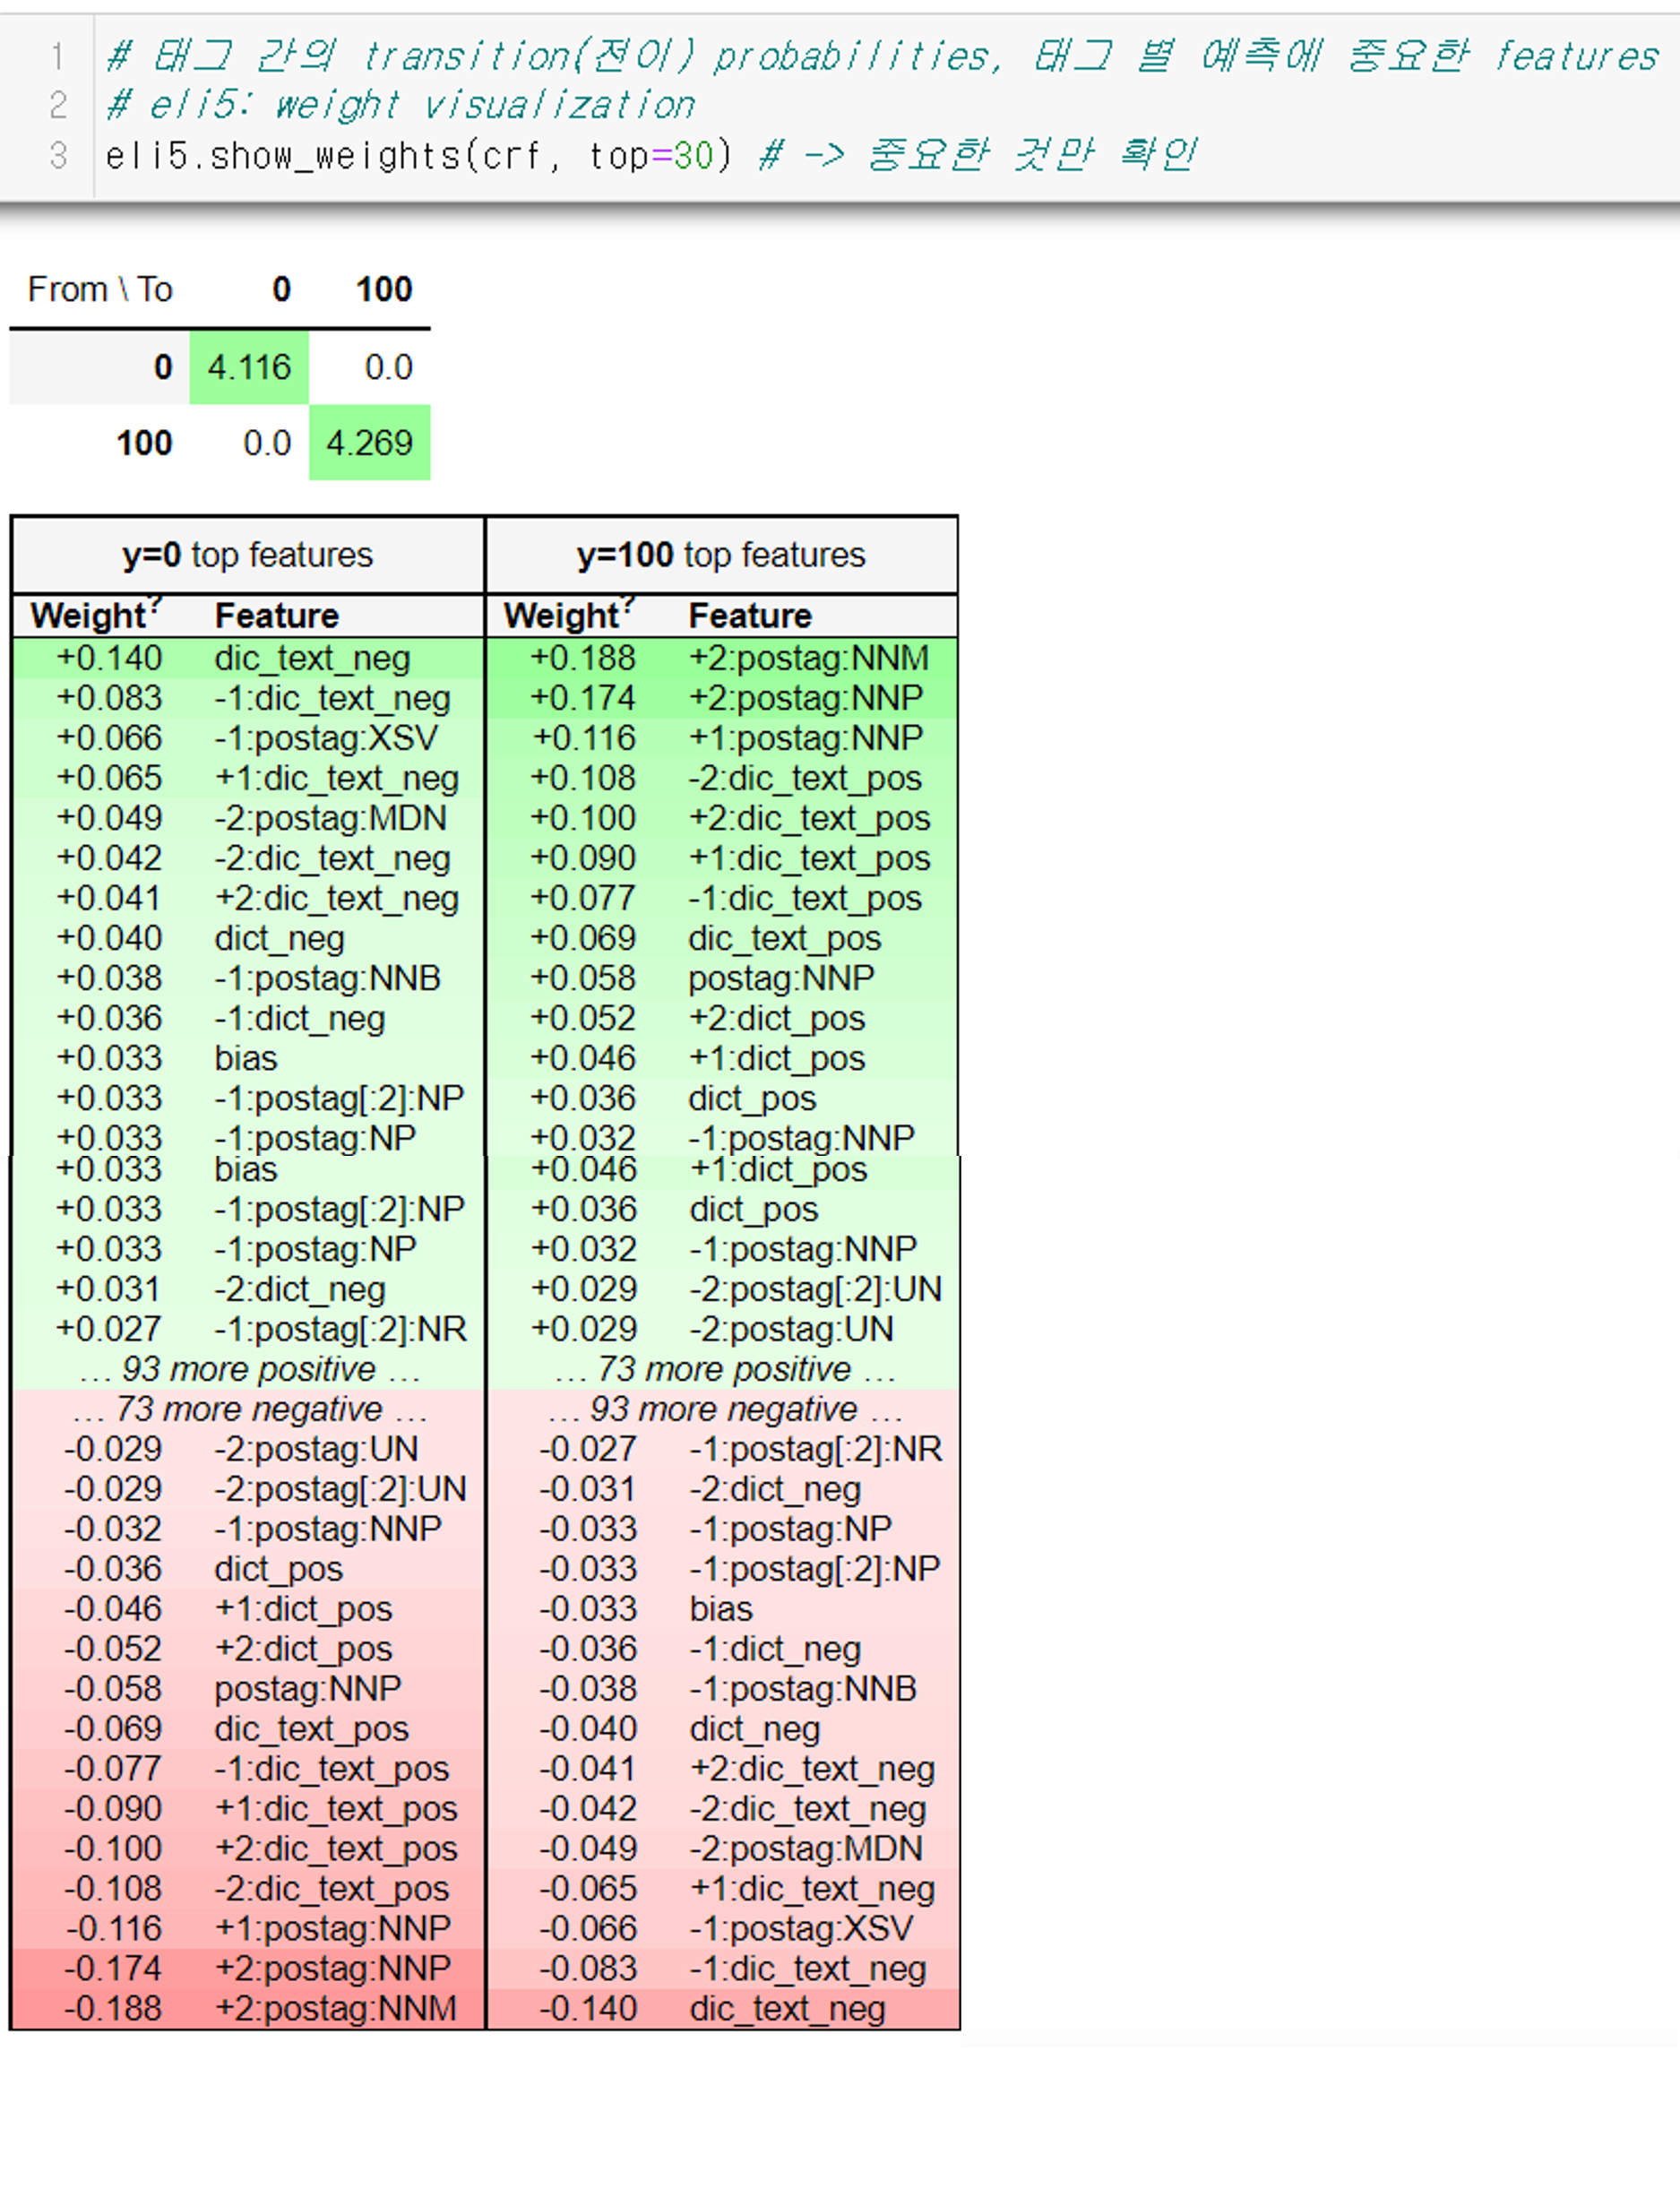 1 # 태그 간의 transition(전이) probabilities, 태그 별 예측에 중요한 features
2 # eli5: weight visualization
3 eli5.show_weights(crf, top=30) # -> 중요한 것만 확인
From \ To 0 100
0 4.116 0.0
100 0.0 4.269
y=0 top features y=100 top features
Weight? Feature Weight? Feature
+0.140 dic_text_neg +0.188 +2:postag:NNM
+0.083 -1:dic_text_neg +0.174 +2:postag:NNP
+0.066 -1:postag:XSV +0.116 +1:postag:NNP
+0.065 +1:dic_text_neg +0.108 -2:dic_text_pos
+0.049 -2:postag:MDN +0.100 +2:dic_text_pos
+0.042 -2:dic_text_neg +0.090 +1:dic_text_pos
+0.041 +2:dic_text_neg +0.077 -1:dic_text_pos
+0.040 dict_neg +0.069 dic_text_pos
+0.038 -1:postag:NNB +0.058 postag:NNP
+0.036 -1:dict_neg +0.052 +2:dict_pos
+0.033 bias +0.046 +1:dict_pos
+0.033 -1:postag[:2]:NP +0.036 dict_pos
+0.033 -1:postag:NP +0.032 -1:postag:NNP
+0.033 bias +0.046 +1:dict_pos
+0.033 -1:postag[:2]:NP +0.036 dict_pos
+0.033 -1:postag:NP +0.032 -1:postag:NNP
+0.031 -2:dict_neg +0.029 -2:postag[:2]:UN
+0.027 -1:postag[:2]:NR +0.029 -2:postag:UN
… 93 more positive … … 73 more positive …
… 73 more negative … … 93 more negative …
-0.029 -2:postag:UN -0.027 -1:postag[:2]:NR
-0.029 -2:postag[:2]:UN -0.031 -2:dict_neg
-0.032 -1:postag:NNP -0.033 -1:postag:NP
-0.036 dict_pos -0.033 -1:postag[:2]:NP
-0.046 +1:dict_pos -0.033 bias
-0.052 +2:dict_pos -0.036 -1:dict_neg
-0.058 postag:NNP -0.038 -1:postag:NNB
-0.069 dic_text_pos -0.040 dict_neg
-0.077 -1:dic_text_pos -0.041 +2:dic_text_neg
-0.090 +1:dic_text_pos -0.042 -2:dic_text_neg
-0.100 +2:dic_text_pos -0.049 -2:postag:MDN
-0.108 -2:dic_text_pos -0.065 +1:dic_text_neg
-0.116 +1:postag:NNP -0.066 -1:postag:XSV
-0.174 +2:postag:NNP -0.083 -1:dic_text_neg
-0.188 +2:postag:NNM -0.140 dic_text_neg